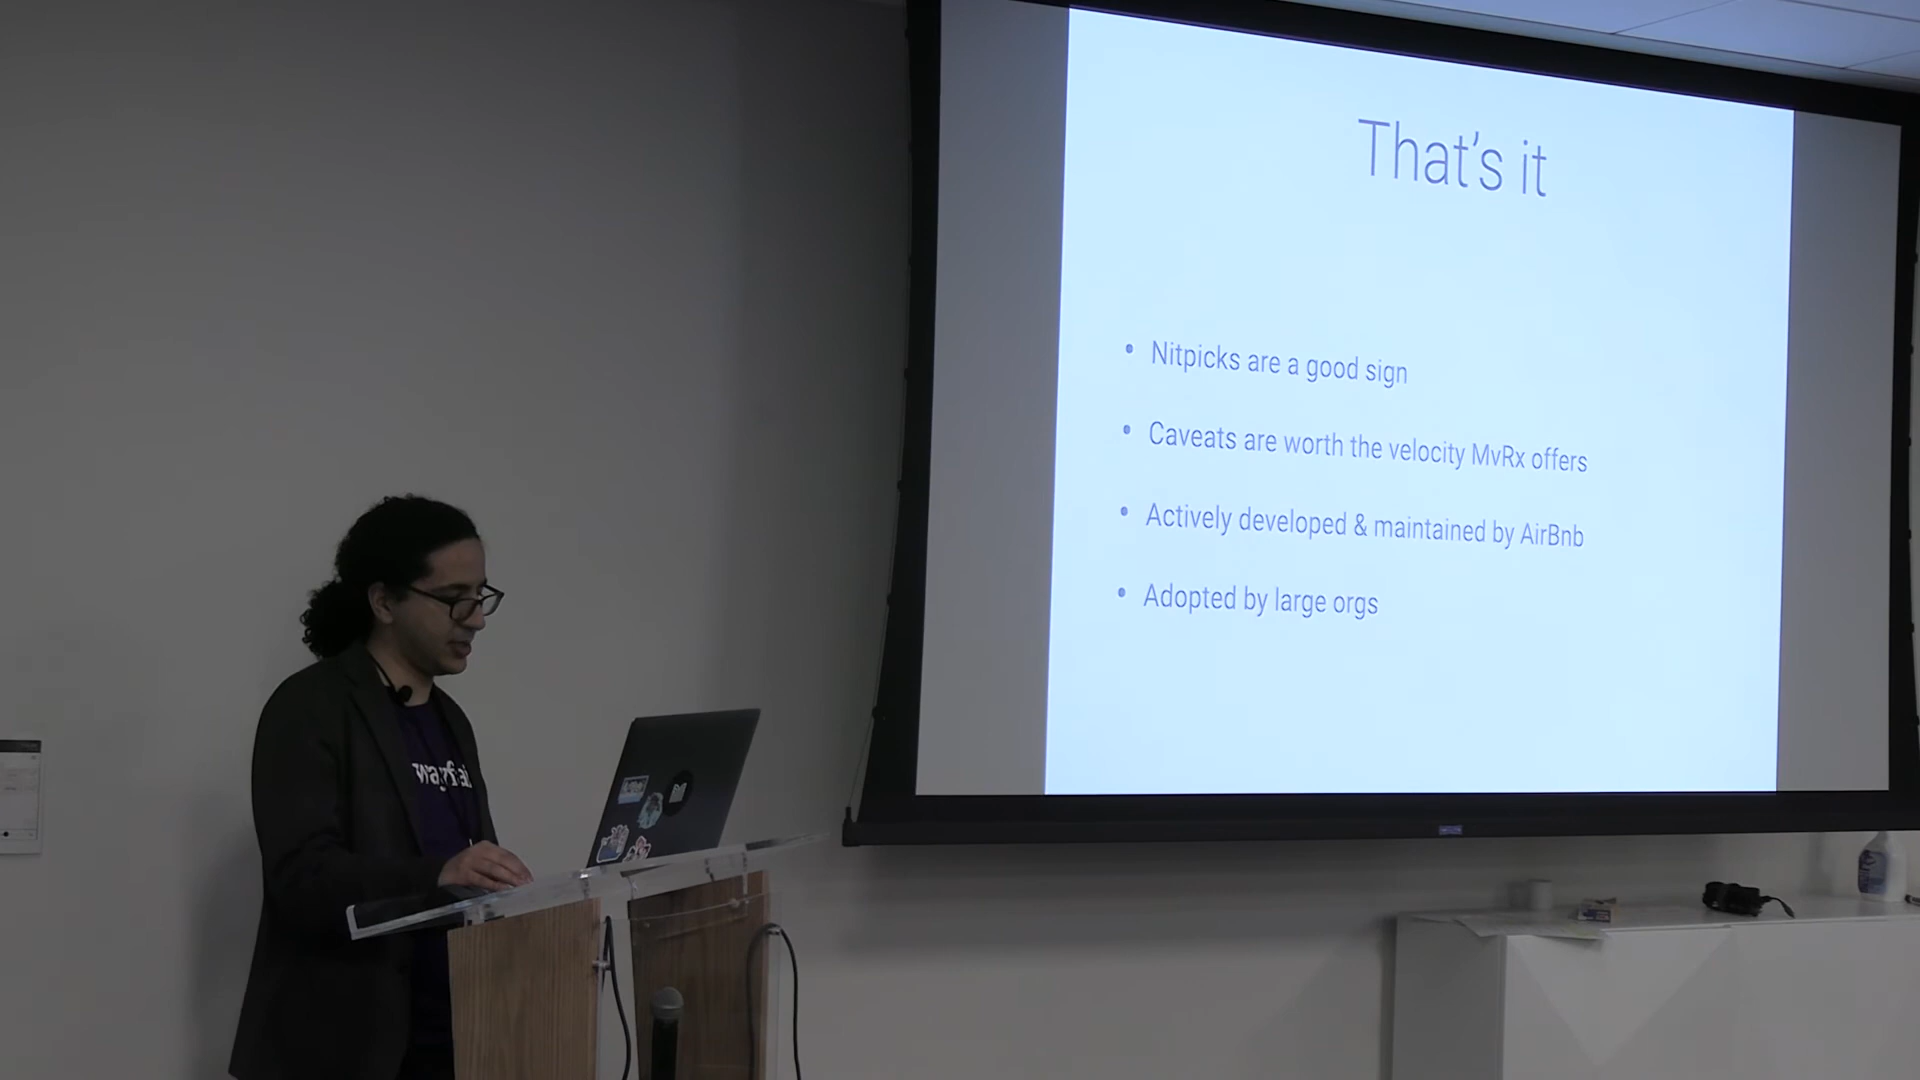 That's it
• Nitpicks are a good sign
• Caveats are worth the velocity MvRx offers
• Actively developed & maintained by AirBnb
• Adopted by large orgs
wayfai